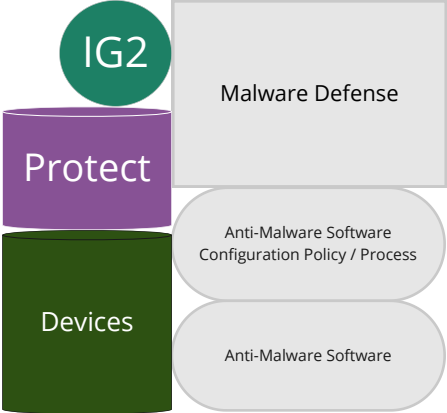 IG2
Malware Defense
Protect
Anti-Malware Software
Configuration Policy / Process
Devices
Anti-Malware Software